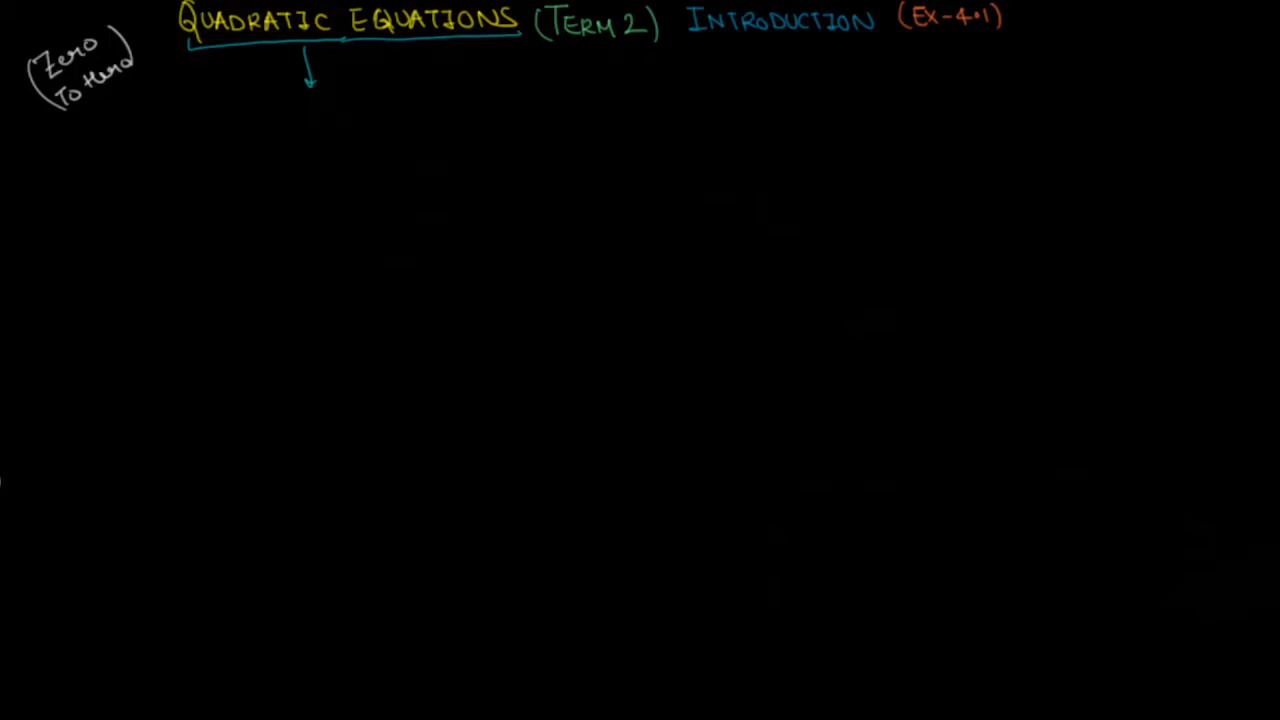 QUADRATIC EQUATIONS (TERM 2) INTRODUCTION (EX-4.1)
(Zero
To Hero)